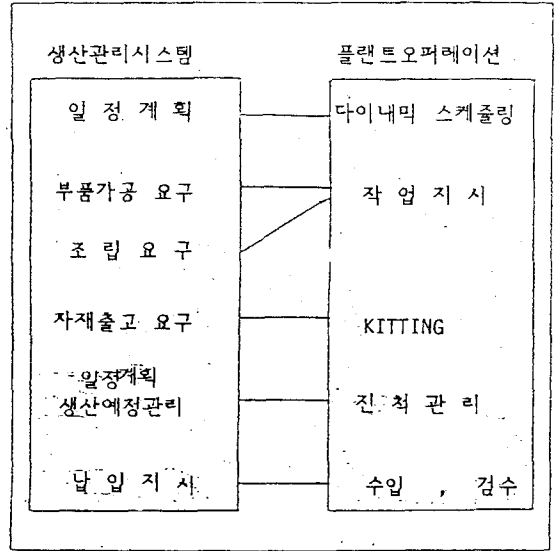 생산관리시스템
플랜트오퍼레이션
일정계획
다이내믹 스케쥴링
부품가공 요구
작업지시
조립요구
자재출고 요구
KITTING
일정계획
생산예정관리
진척관리
납입지시
수입 , 검수